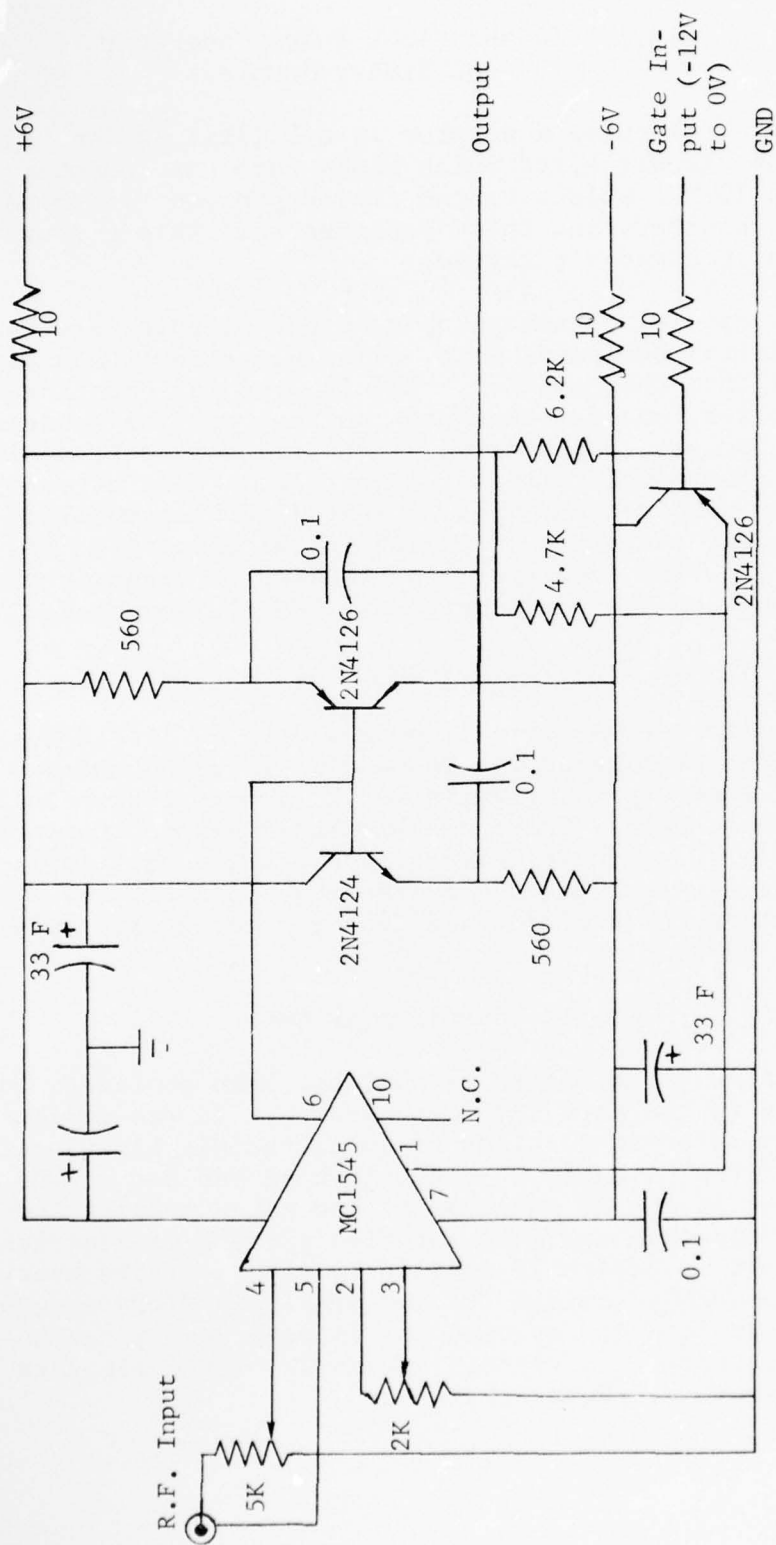 R.F. Input
5K
2K
4
5
2
3
MC1545
6
10
1
7
N.C.
33 F
+
+
0.1
33 F
+
2N4124
560
560
2N4126
0.1
0.1
4.7K
6.2K
2N4126
10
10
10
+6V
Output
-6V
Gate In-
put (-12V
to 0V)
GND